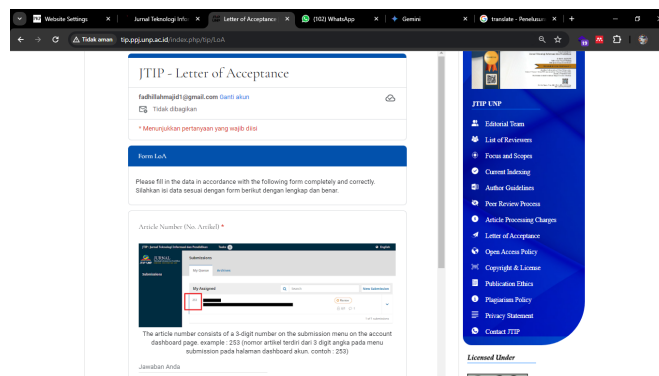 Website Settings
Jurnal Teknologi Infor
Letter of Acceptance
(102) WhatsApp
Gemini
translate - Penelusuran
Tidak aman
tip.ppj.unp.ac.id/index.php/tip/LoA
JTIP - Letter of Acceptance
fadhillahmajid1@gmail.com Ganti akun
Tidak dibagikan
* Menunjukkan pertanyaan yang wajib diisi
Form LoA
Please fill in the data in accordance with the following form completely and correctly.
Silahkan isi data sesuai dengan form berikut dengan lengkap dan benar.
Article Number (No. Artikel) *
JURNAL
Submissions
Submissions
My Queue
Archives
My Assigned
Search
New Submission
The article number consists of a 3-digit number on the submission menu on the account
dashboard page. example : 253 (nomor artikel terdiri dari 3 digit angka pada menu
submission pada halaman dashboard akun. contoh : 253)
Jawaban Anda
JTIP UNP
Editorial Team
List of Reviewers
Focus and Scopes
Current Indexing
Author Guidelines
Peer Review Process
Article Processing Charges
Letter of Acceptance
Open Access Policy
Copyright & License
Publication Ethics
Plagiarism Policy
Privacy Statement
Contact JTIP
Licensed Under